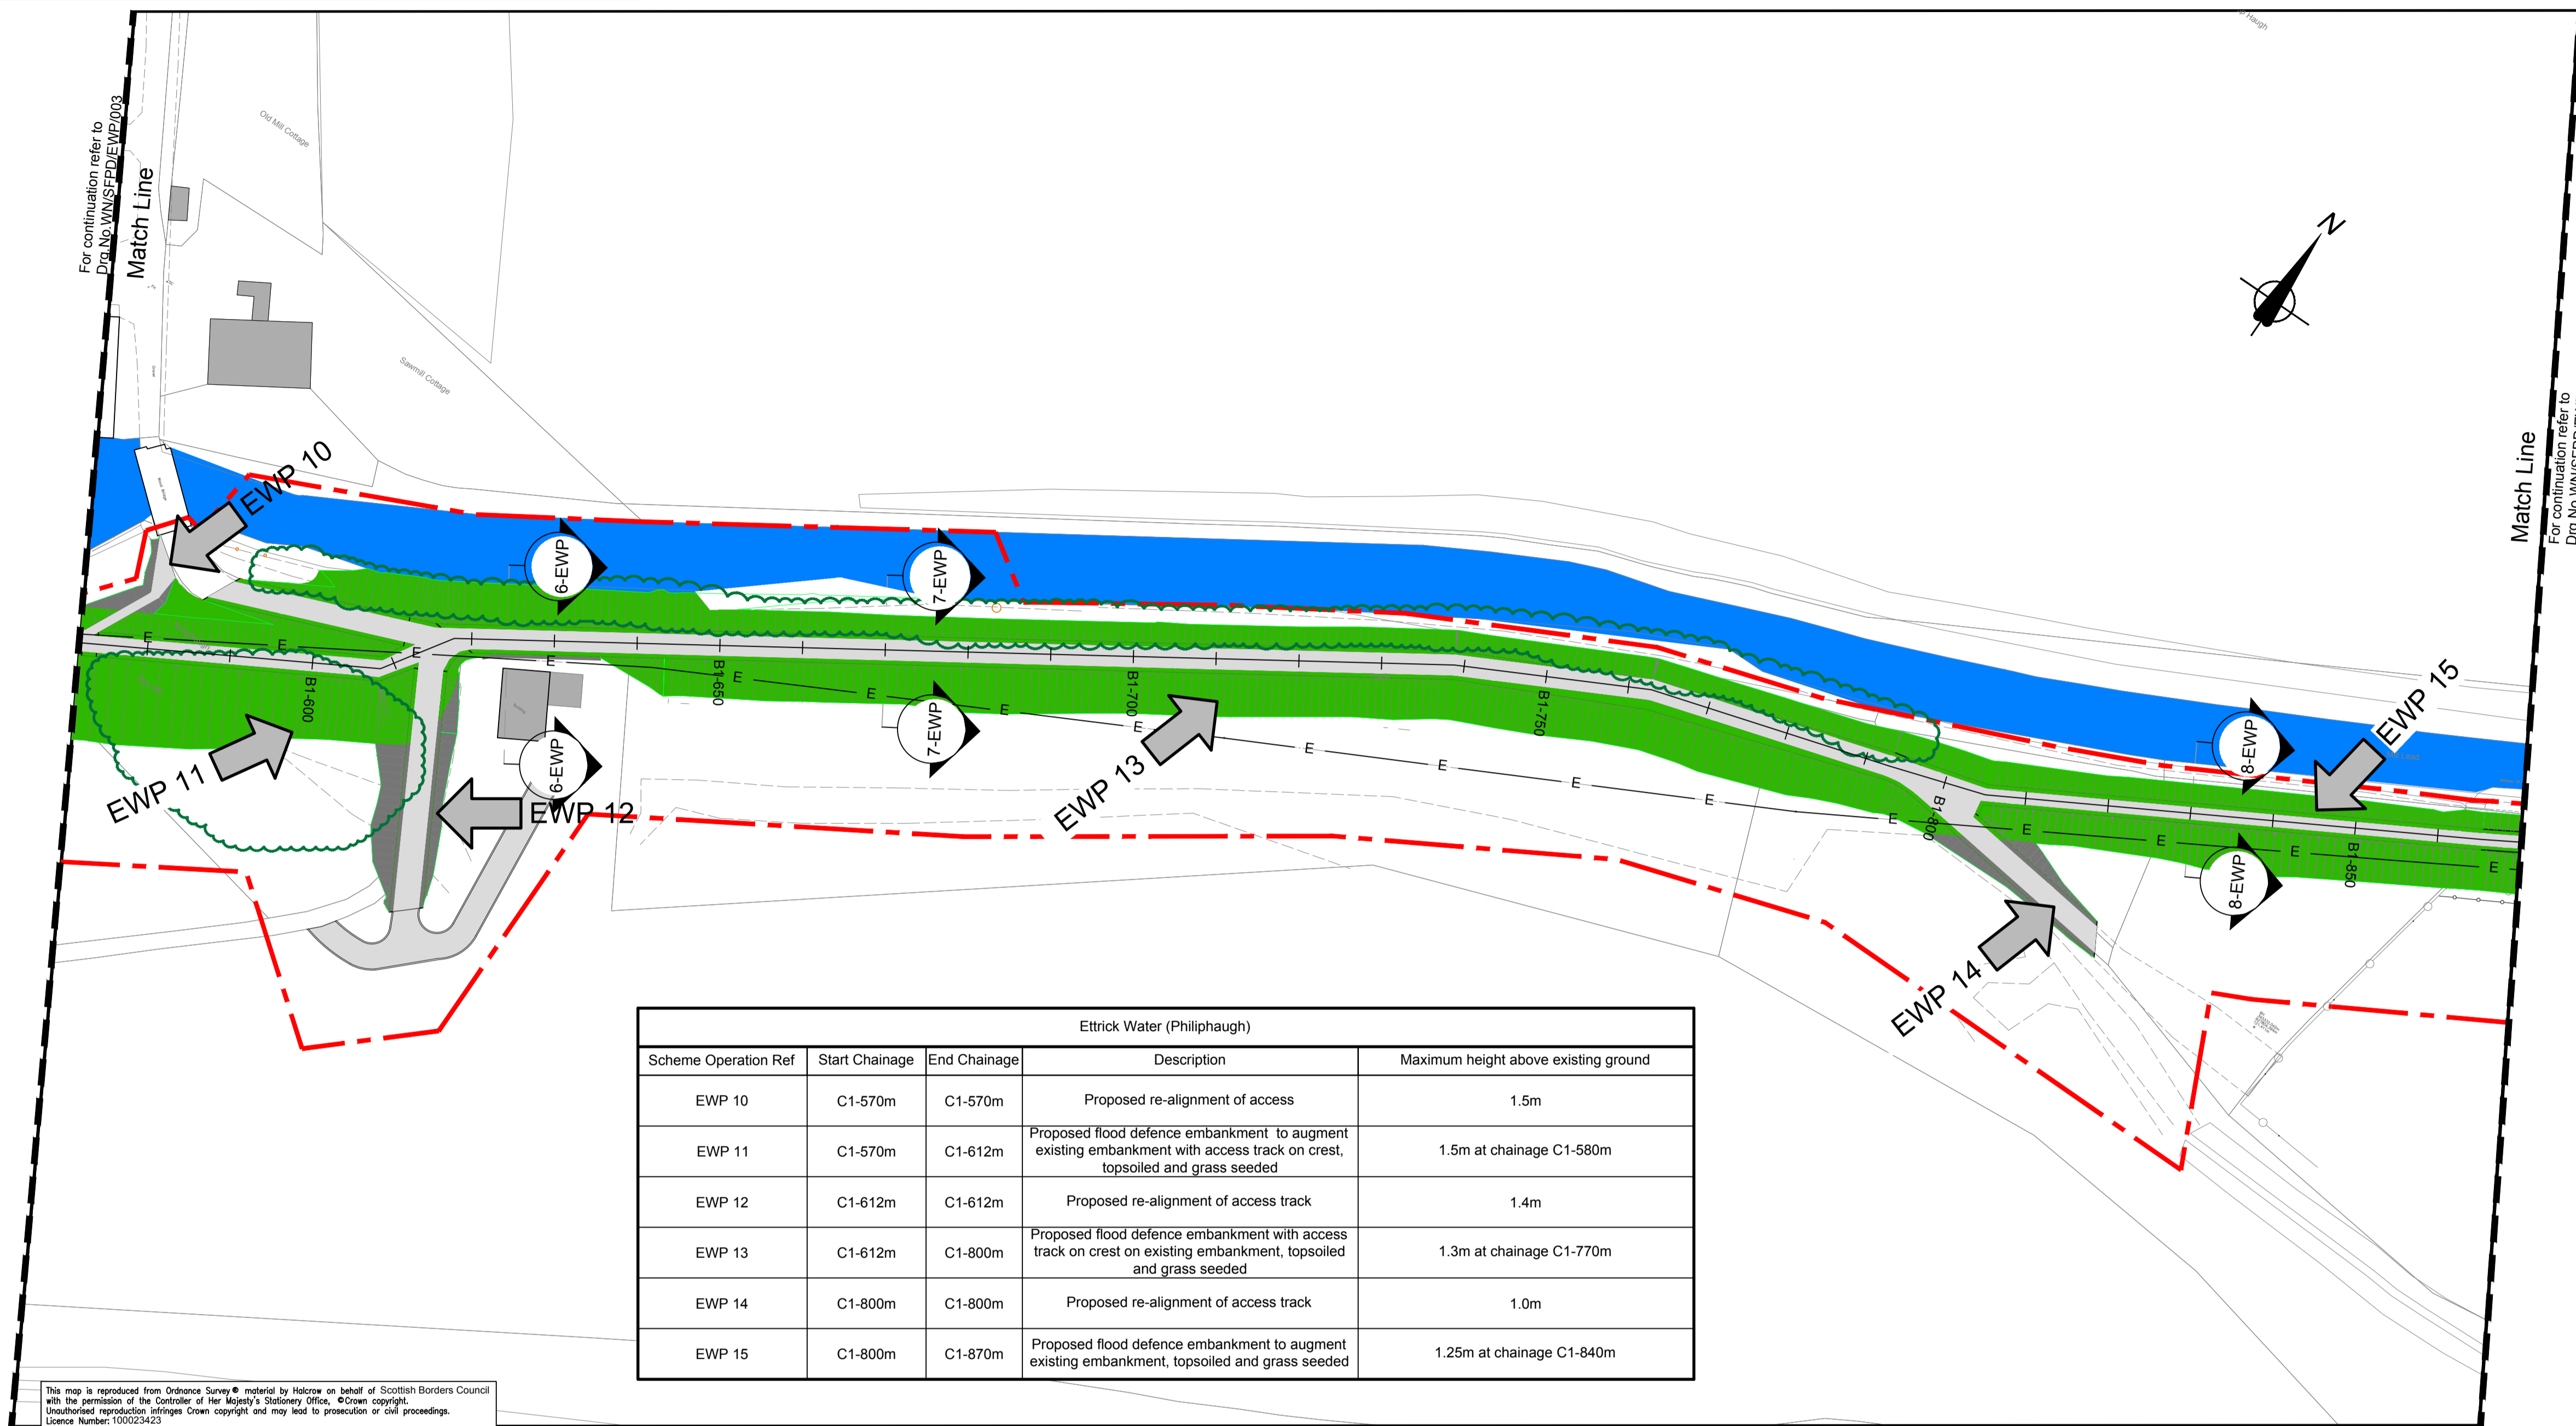 Haugh
For continuation refer to
Drg.No.WN/SFPD/EWP/003
Match Line
Old Mill Cottage
Sawmill Cottage
N
EWP 10
6-EWP
7-EWP
Match Line
For continuation refer to
E E E E E E E E E E E E E E E E E E
B1-600
B1-650
B1-700
B1-750
B1-800
B1-850
EWP 11
EWP 12
6-EWP
7-EWP
EWP 13
EWP 14
EWP 15
8-EWP
8-EWP
Lead
Ettrick Water (Philiphaugh)
Scheme Operation Ref Start Chainage End Chainage Description Maximum height above existing ground
EWP 10 C1-570m C1-570m Proposed re-alignment of access 1.5m
Proposed flood defence embankment to augment
EWP 11 C1-570m C1-612m existing embankment with access track on crest, 1.5m at chainage C1-580m
topsoiled and grass seeded
EWP 12 C1-612m C1-612m Proposed re-alignment of access track 1.4m
Proposed flood defence embankment with access
EWP 13 C1-612m C1-800m track on crest on existing embankment, topsoiled 1.3m at chainage C1-770m
and grass seeded
EWP 14 C1-800m C1-800m Proposed re-alignment of access track 1.0m
Proposed flood defence embankment to augment
EWP 15 C1-800m C1-870m existing embankment, topsoiled and grass seeded 1.25m at chainage C1-840m
This map is reproduced from Ordnance Survey® material by Halcrow on behalf of Scottish Borders Council
with the permission of the Controller of Her Majesty's Stationery Office, ©Crown copyright.
Unauthorised reproduction infringes Crown copyright and may lead to prosecution or civil proceedings.
Licence Number: 100023423